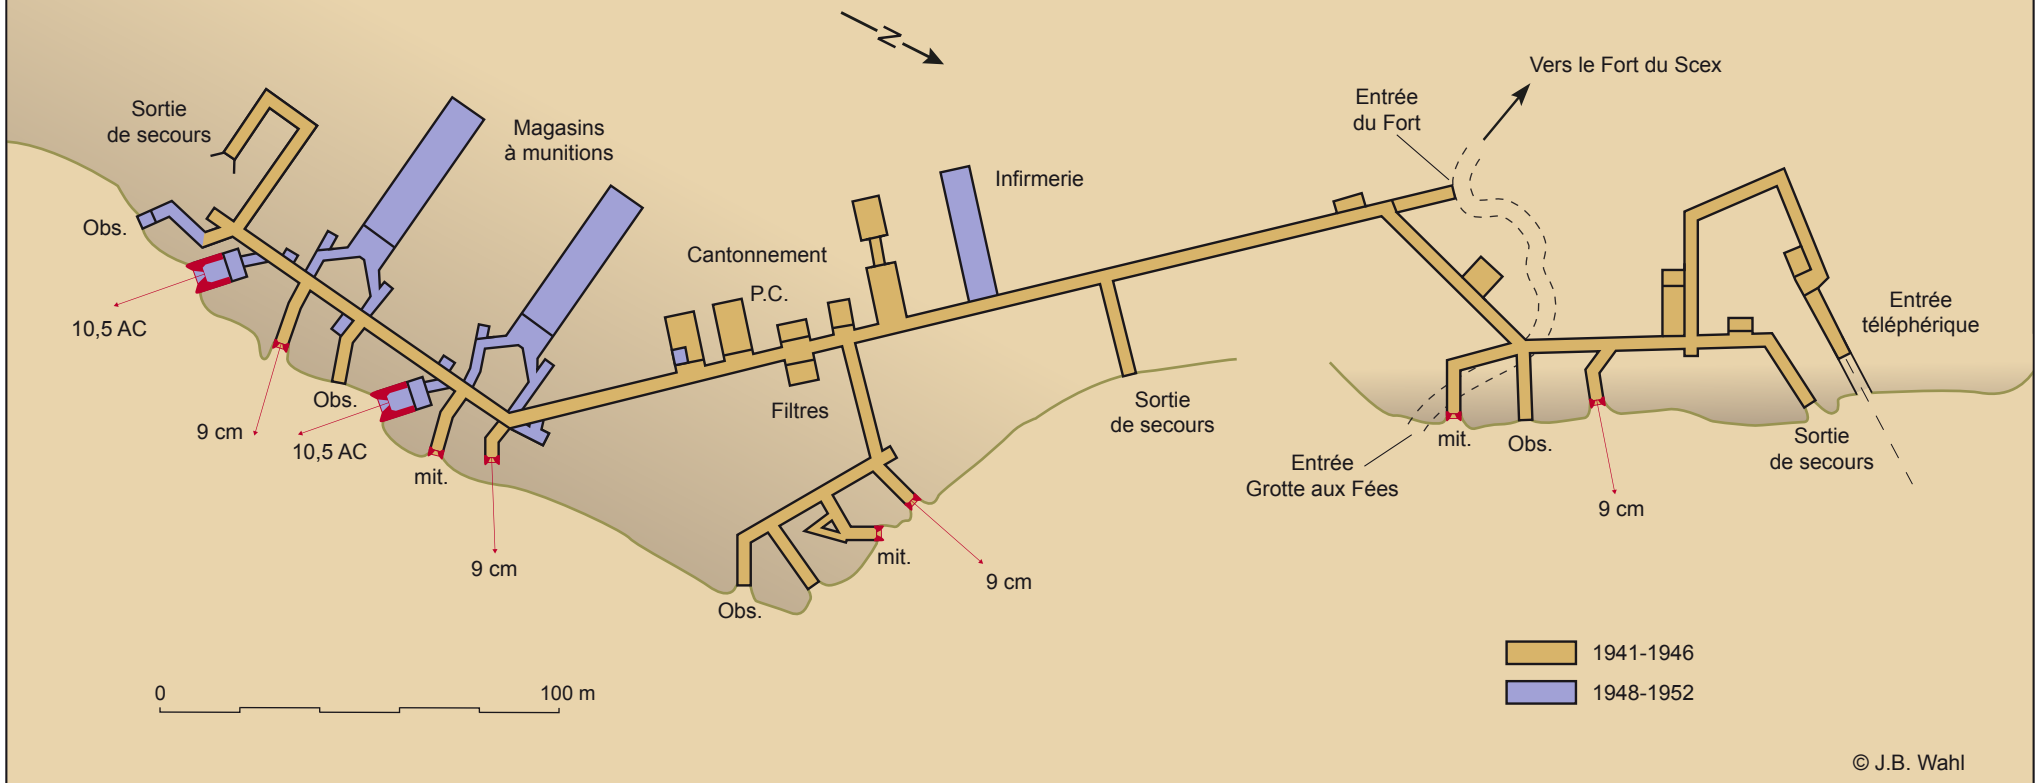 N
Vers le Fort du Scex
Entrée
du Fort
Sortie
de secours
Magasins
à munitions
Infirmerie
Obs.
Cantonnement
P.C.
Entrée
téléphérique
10,5 AC
Obs.
Filtres
Sortie
de secours
9 cm
10,5 AC
mit.
mit.
Obs.
Sortie
de secours
Entrée
Grotte aux Fées
9 cm
9 cm
mit.
9 cm
Obs.
1941-1946
1948-1952
0
100 m
© J.B. Wahl